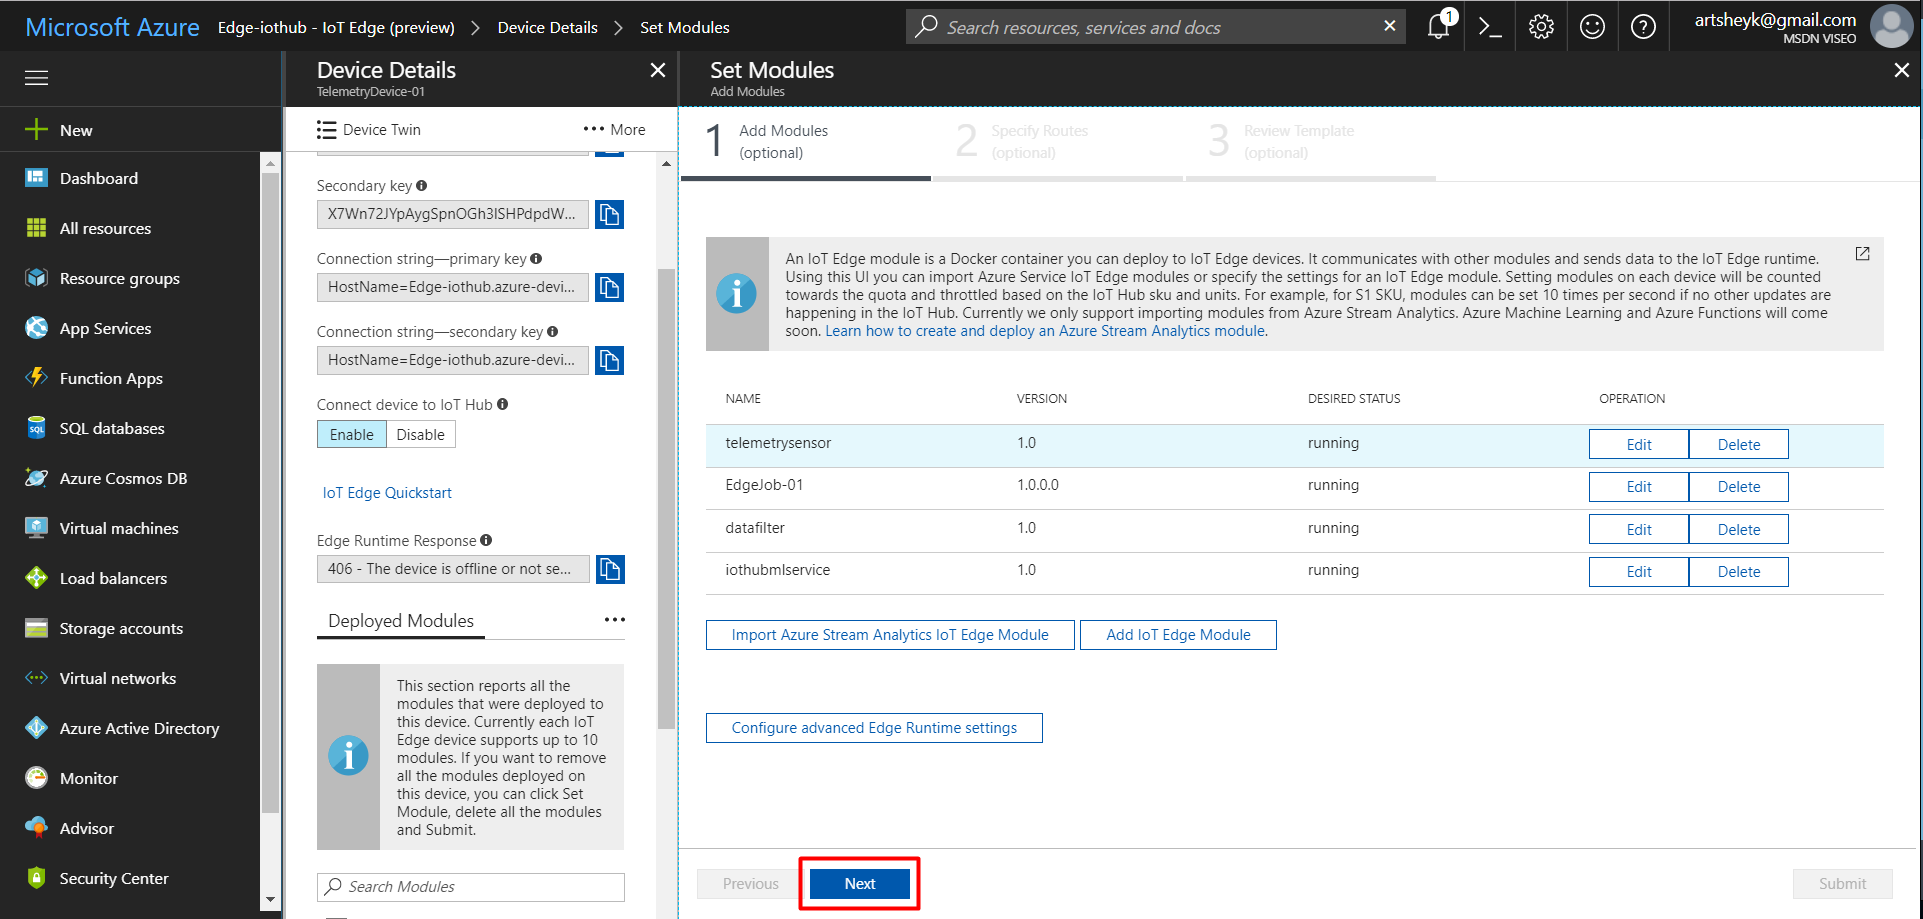 Microsoft Azure
Edge-iothub - IoT Edge (preview)
Device Details
Set Modules
Search resources, services and docs
1
artsheyk@gmail.com
MSDN VISEO
New
Dashboard
All resources
Resource groups
App Services
Function Apps
SQL
SQL databases
Azure Cosmos DB
Virtual machines
Load balancers
Storage accounts
Virtual networks
Azure Active Directory
Monitor
Advisor
Security Center
Device Details
TelemetryDevice-01
Device Twin
More
Secondary key
X7Wn72JYpAygSpnOGh3ISHPdpdW...
Connection string—primary key
HostName=Edge-iothub.azure-devi...
Connection string—secondary key
HostName=Edge-iothub.azure-devi...
Connect device to IoT Hub
Enable
Disable
IoT Edge Quickstart
Edge Runtime Response
406 - The device is offline or not se...
Deployed Modules
This section reports all the
modules that were deployed to
this device. Currently each IoT
Edge device supports up to 10
modules. If you want to remove
all the modules deployed on
this device, you can click Set
Module, delete all the modules
and Submit.
Search Modules
Set Modules
Add Modules
1 Add Modules
(optional)
2 Specify Routes
(optional)
3 Review Template
(optional)
An IoT Edge module is a Docker container you can deploy to IoT Edge devices. It communicates with other modules and sends data to the IoT Edge runtime.
Using this UI you can import Azure Service IoT Edge modules or specify the settings for an IoT Edge module. Setting modules on each device will be counted
towards the quota and throttled based on the IoT Hub sku and units. For example, for S1 SKU, modules can be set 10 times per second if no other updates are
happening in the IoT Hub. Currently we only support importing modules from Azure Stream Analytics. Azure Machine Learning and Azure Functions will come
soon. Learn how to create and deploy an Azure Stream Analytics module.
NAME VERSION DESIRED STATUS OPERATION
telemetrysensor 1.0 running Edit Delete
EdgeJob-01 1.0.0.0 running Edit Delete
datafilter 1.0 running Edit Delete
iothubmlservice 1.0 running Edit Delete
Import Azure Stream Analytics IoT Edge Module
Add IoT Edge Module
Configure advanced Edge Runtime settings
Previous
Next
Submit